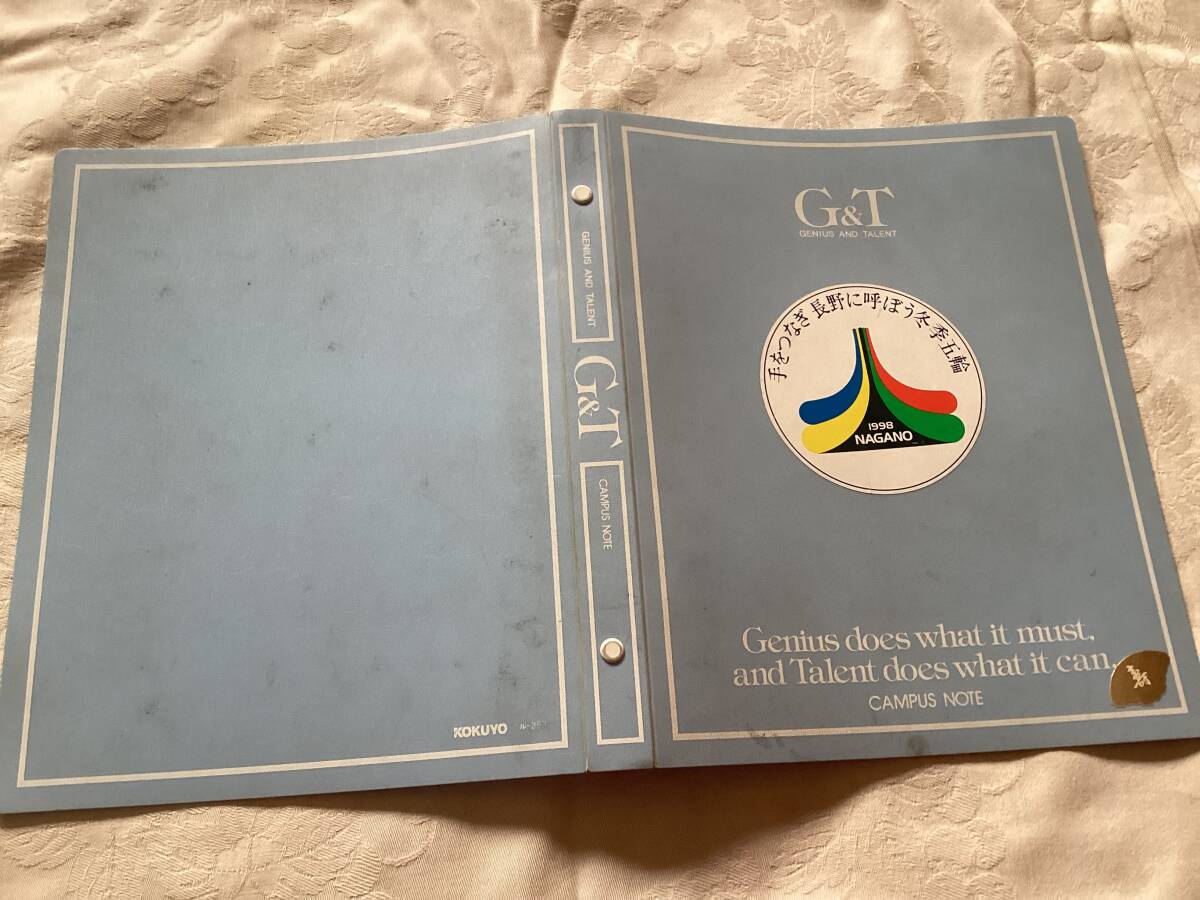 G&T
GENIUS AND TALENT
手をつなぎ長野に呼ぼう冬季五輪
1998
NAGANO
Genius does what it must,
and Talent does what it can.
CAMPUS NOTE
GENIUS AND TALENT
G&T
CAMPUS NOTE
KOKUYO